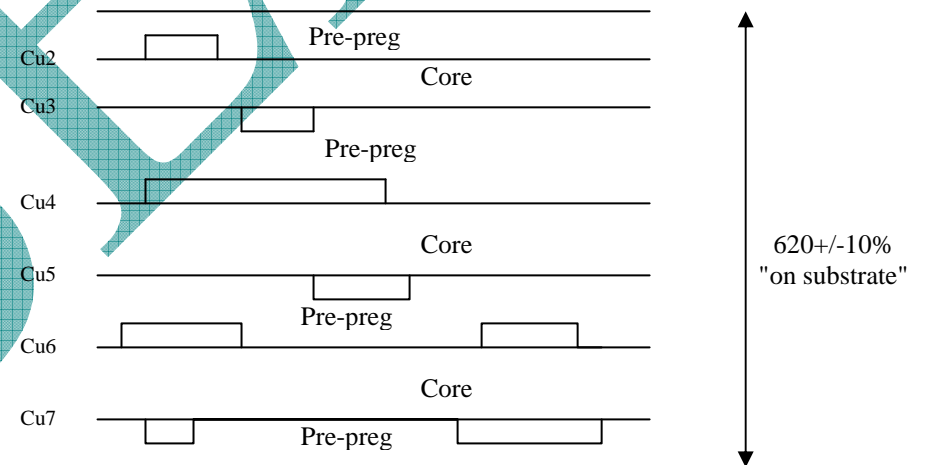 Pre-preg
Cu2
Core
Cu3
Pre-preg
Cu4
Core
620+/-10%
"on substrate"
Cu5
Pre-preg
Cu6
Core
Cu7
Pre-preg